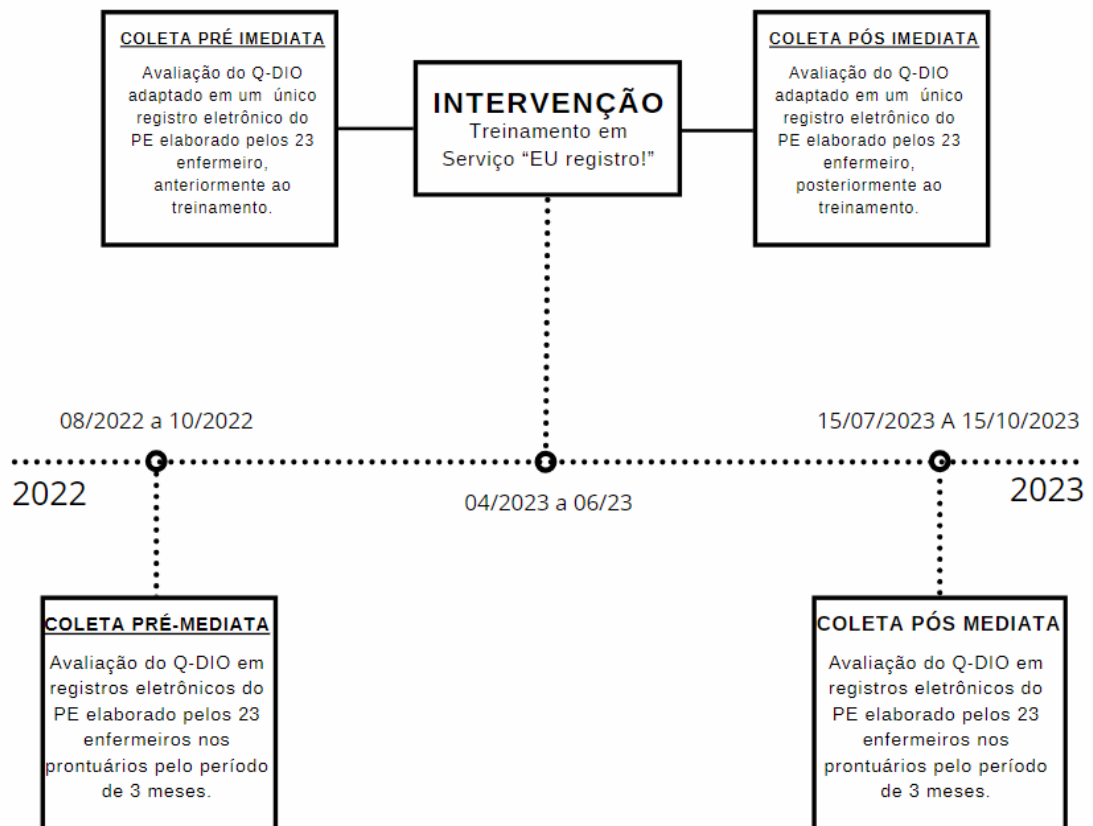 COLETA PRÉ IMEDIATA
Avaliação do Q-DIO
adaptado em um único
registro eletrônico do
PE elaborado pelos 23
enfermeiro,
anteriormente ao
treinamento.
INTERVENÇÃO
Treinamento em
Serviço “EU registro!”
COLETA PÓS IMEDIATA
Avaliação do Q-DIO
adaptado em um único
registro eletrônico do
PE elaborado pelos 23
enfermeiro,
posteriormente ao
treinamento.
08/2022 a 10/2022
15/07/2023 A 15/10/2023
2022
04/2023 a 06/23
2023
COLETA PRÉ-MEDIATA
Avaliação do Q-DIO em
registros eletrônicos do
PE elaborado pelos 23
enfermeiros nos
prontuários pelo período
de 3 meses.
COLETA PÓS MEDIATA
Avaliação do Q-DIO em
registros eletrônicos do
PE elaborado pelos 23
enfermeiros nos
prontuários pelo período
de 3 meses.